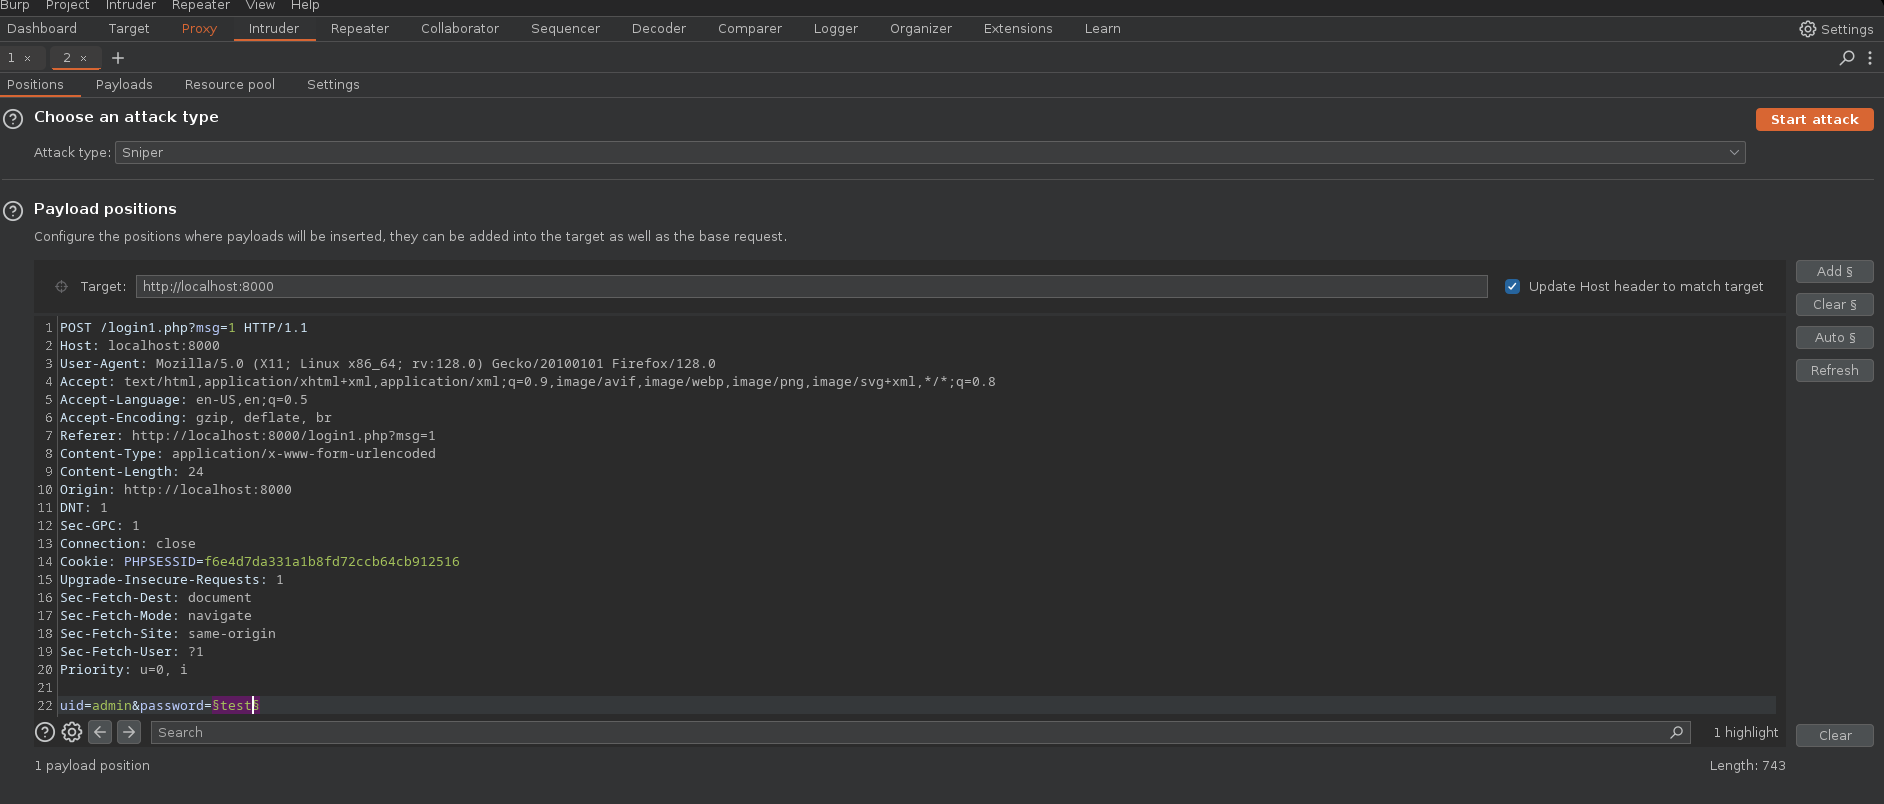 Burp Project Intruder Repeater View Help
Dashboard Target Proxy Intruder Repeater Collaborator Sequencer Decoder Comparer Logger Organizer Extensions Learn Settings
1 × 2 × +
Positions Payloads Resource pool Settings
? Choose an attack type Start attack
Attack type: Sniper
? Payload positions
Configure the positions where payloads will be inserted, they can be added into the target as well as the base request.
Target: http://localhost:8000 Update Host header to match target
Add §
Clear §
Auto §
Refresh
1 POST /login1.php?msg=1 HTTP/1.1
2 Host: localhost:8000
3 User-Agent: Mozilla/5.0 (X11; Linux x86_64; rv:128.0) Gecko/20100101 Firefox/128.0
4 Accept: text/html,application/xhtml+xml,application/xml;q=0.9,image/avif,image/webp,image/png,image/svg+xml,*/*;q=0.8
5 Accept-Language: en-US,en;q=0.5
6 Accept-Encoding: gzip, deflate, br
7 Referer: http://localhost:8000/login1.php?msg=1
8 Content-Type: application/x-www-form-urlencoded
9 Content-Length: 24
10 Origin: http://localhost:8000
11 DNT: 1
12 Sec-GPC: 1
13 Connection: close
14 Cookie: PHPSESSID=f6e4d7da331a1b8fd72ccb64cb912516
15 Upgrade-Insecure-Requests: 1
16 Sec-Fetch-Dest: document
17 Sec-Fetch-Mode: navigate
18 Sec-Fetch-Site: same-origin
19 Sec-Fetch-User: ?1
20 Priority: u=0, i
21
22 uid=admin&password=§test§
? Search 1 highlight Clear
1 payload position Length: 743